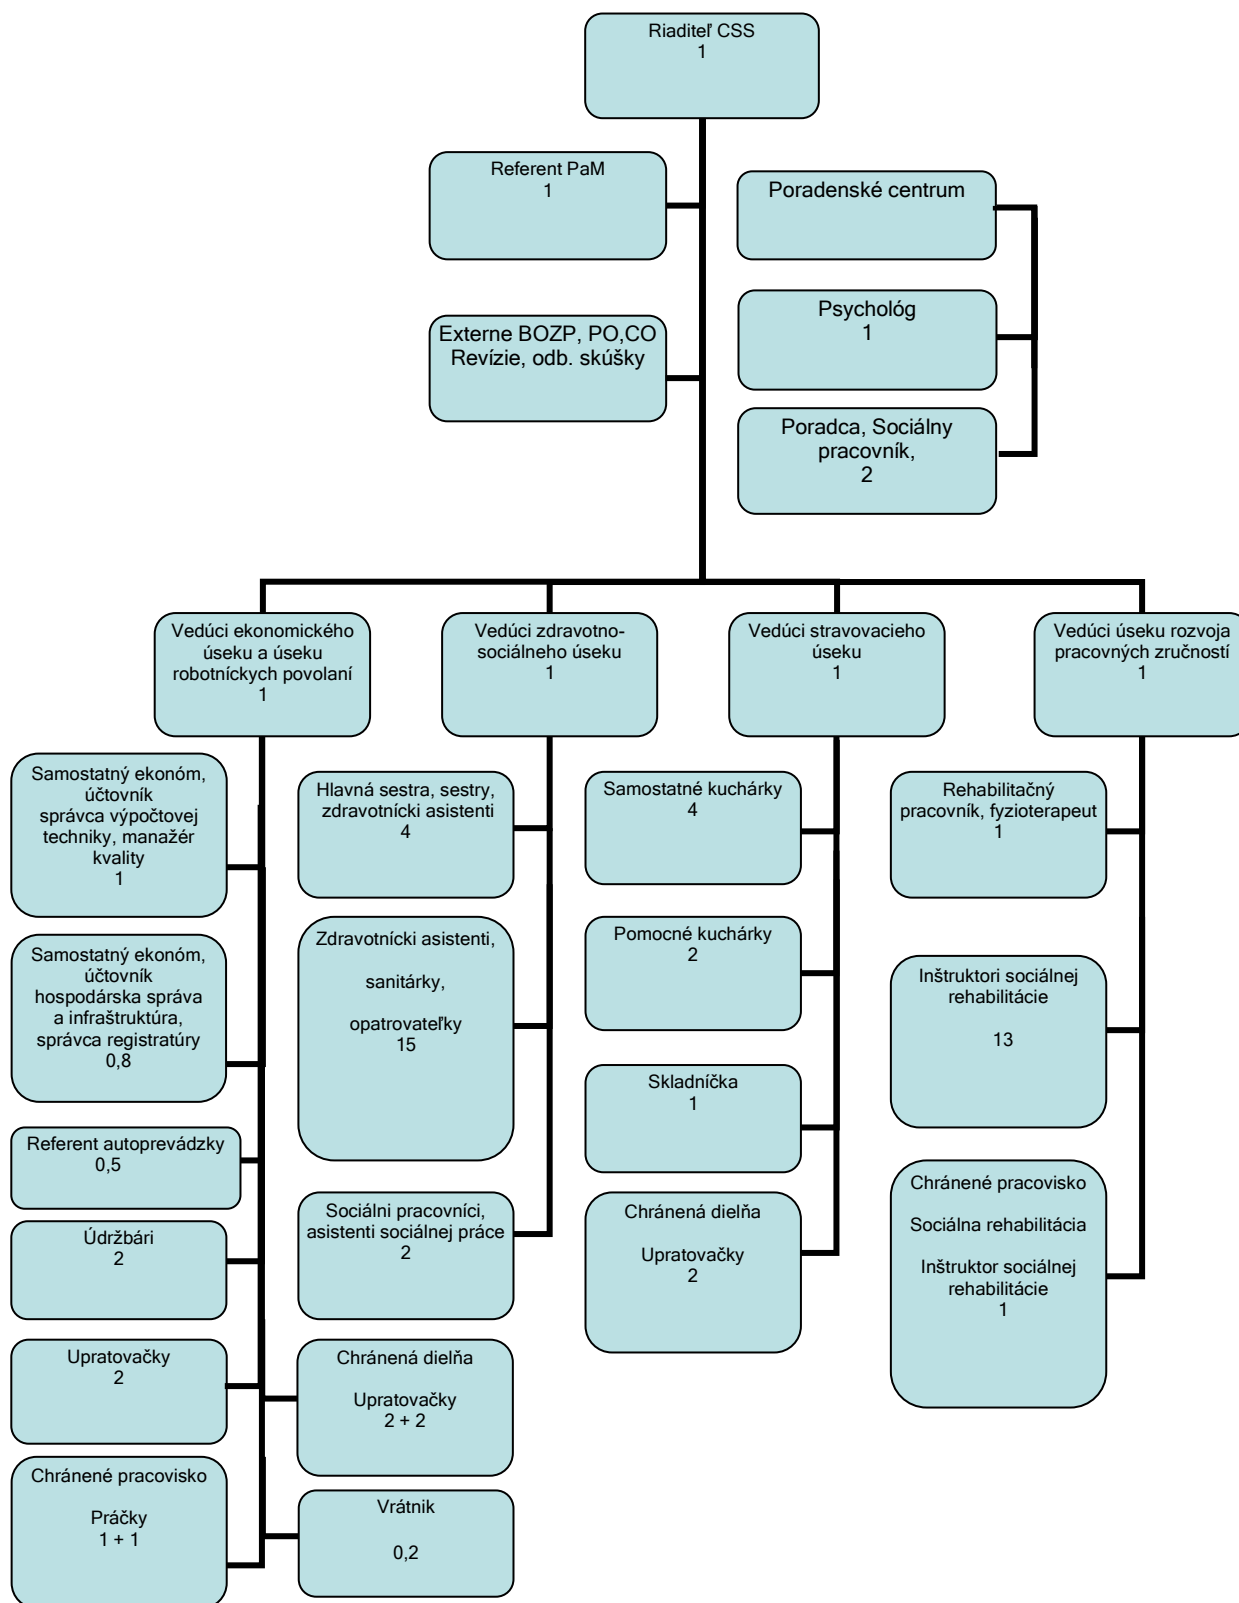 Riaditeľ CSS
1
Referent PaM
1
Poradenské centrum
Externe BOZP, PO,CO
Revízie, odb. skúšky
Psychológ
1
Poradca, Sociálny
pracovník,
2
Vedúci ekonomického
úseku a úseku
robotníckych povolaní
1
Vedúci zdravotno-
sociálneho úseku
1
Vedúci stravovacieho
úseku
1
Vedúci úseku rozvoja
pracovných zručností
1
Samostatný ekonóm,
účtovník
správca výpočtovej
techniky, manažér
kvality
1
Samostatný ekonóm,
účtovník
hospodárska správa
a infraštruktúra,
správca registratúry
0,8
Referent autoprevádzky
0,5
Údržbári
2
Upratovačky
2
Chránené pracovisko
Práčky
1 + 1
Hlavná sestra, sestry,
zdravotnícki asistenti
4
Zdravotnícki asistenti,
sanitárky,
opatrovateľky
15
Sociálni pracovníci,
asistenti sociálnej práce
2
Chránená dielňa
Upratovačky
2 + 2
Vrátnik
0,2
Samostatné kuchárky
4
Pomocné kuchárky
2
Skladníčka
1
Chránená dielňa
Upratovačky
2
Rehabilitačný
pracovník, fyzioterapeut
1
Inštruktori sociálnej
rehabilitácie
13
Chránené pracovisko
Sociálna rehabilitácia
Inštruktor sociálnej
rehabilitácie
1